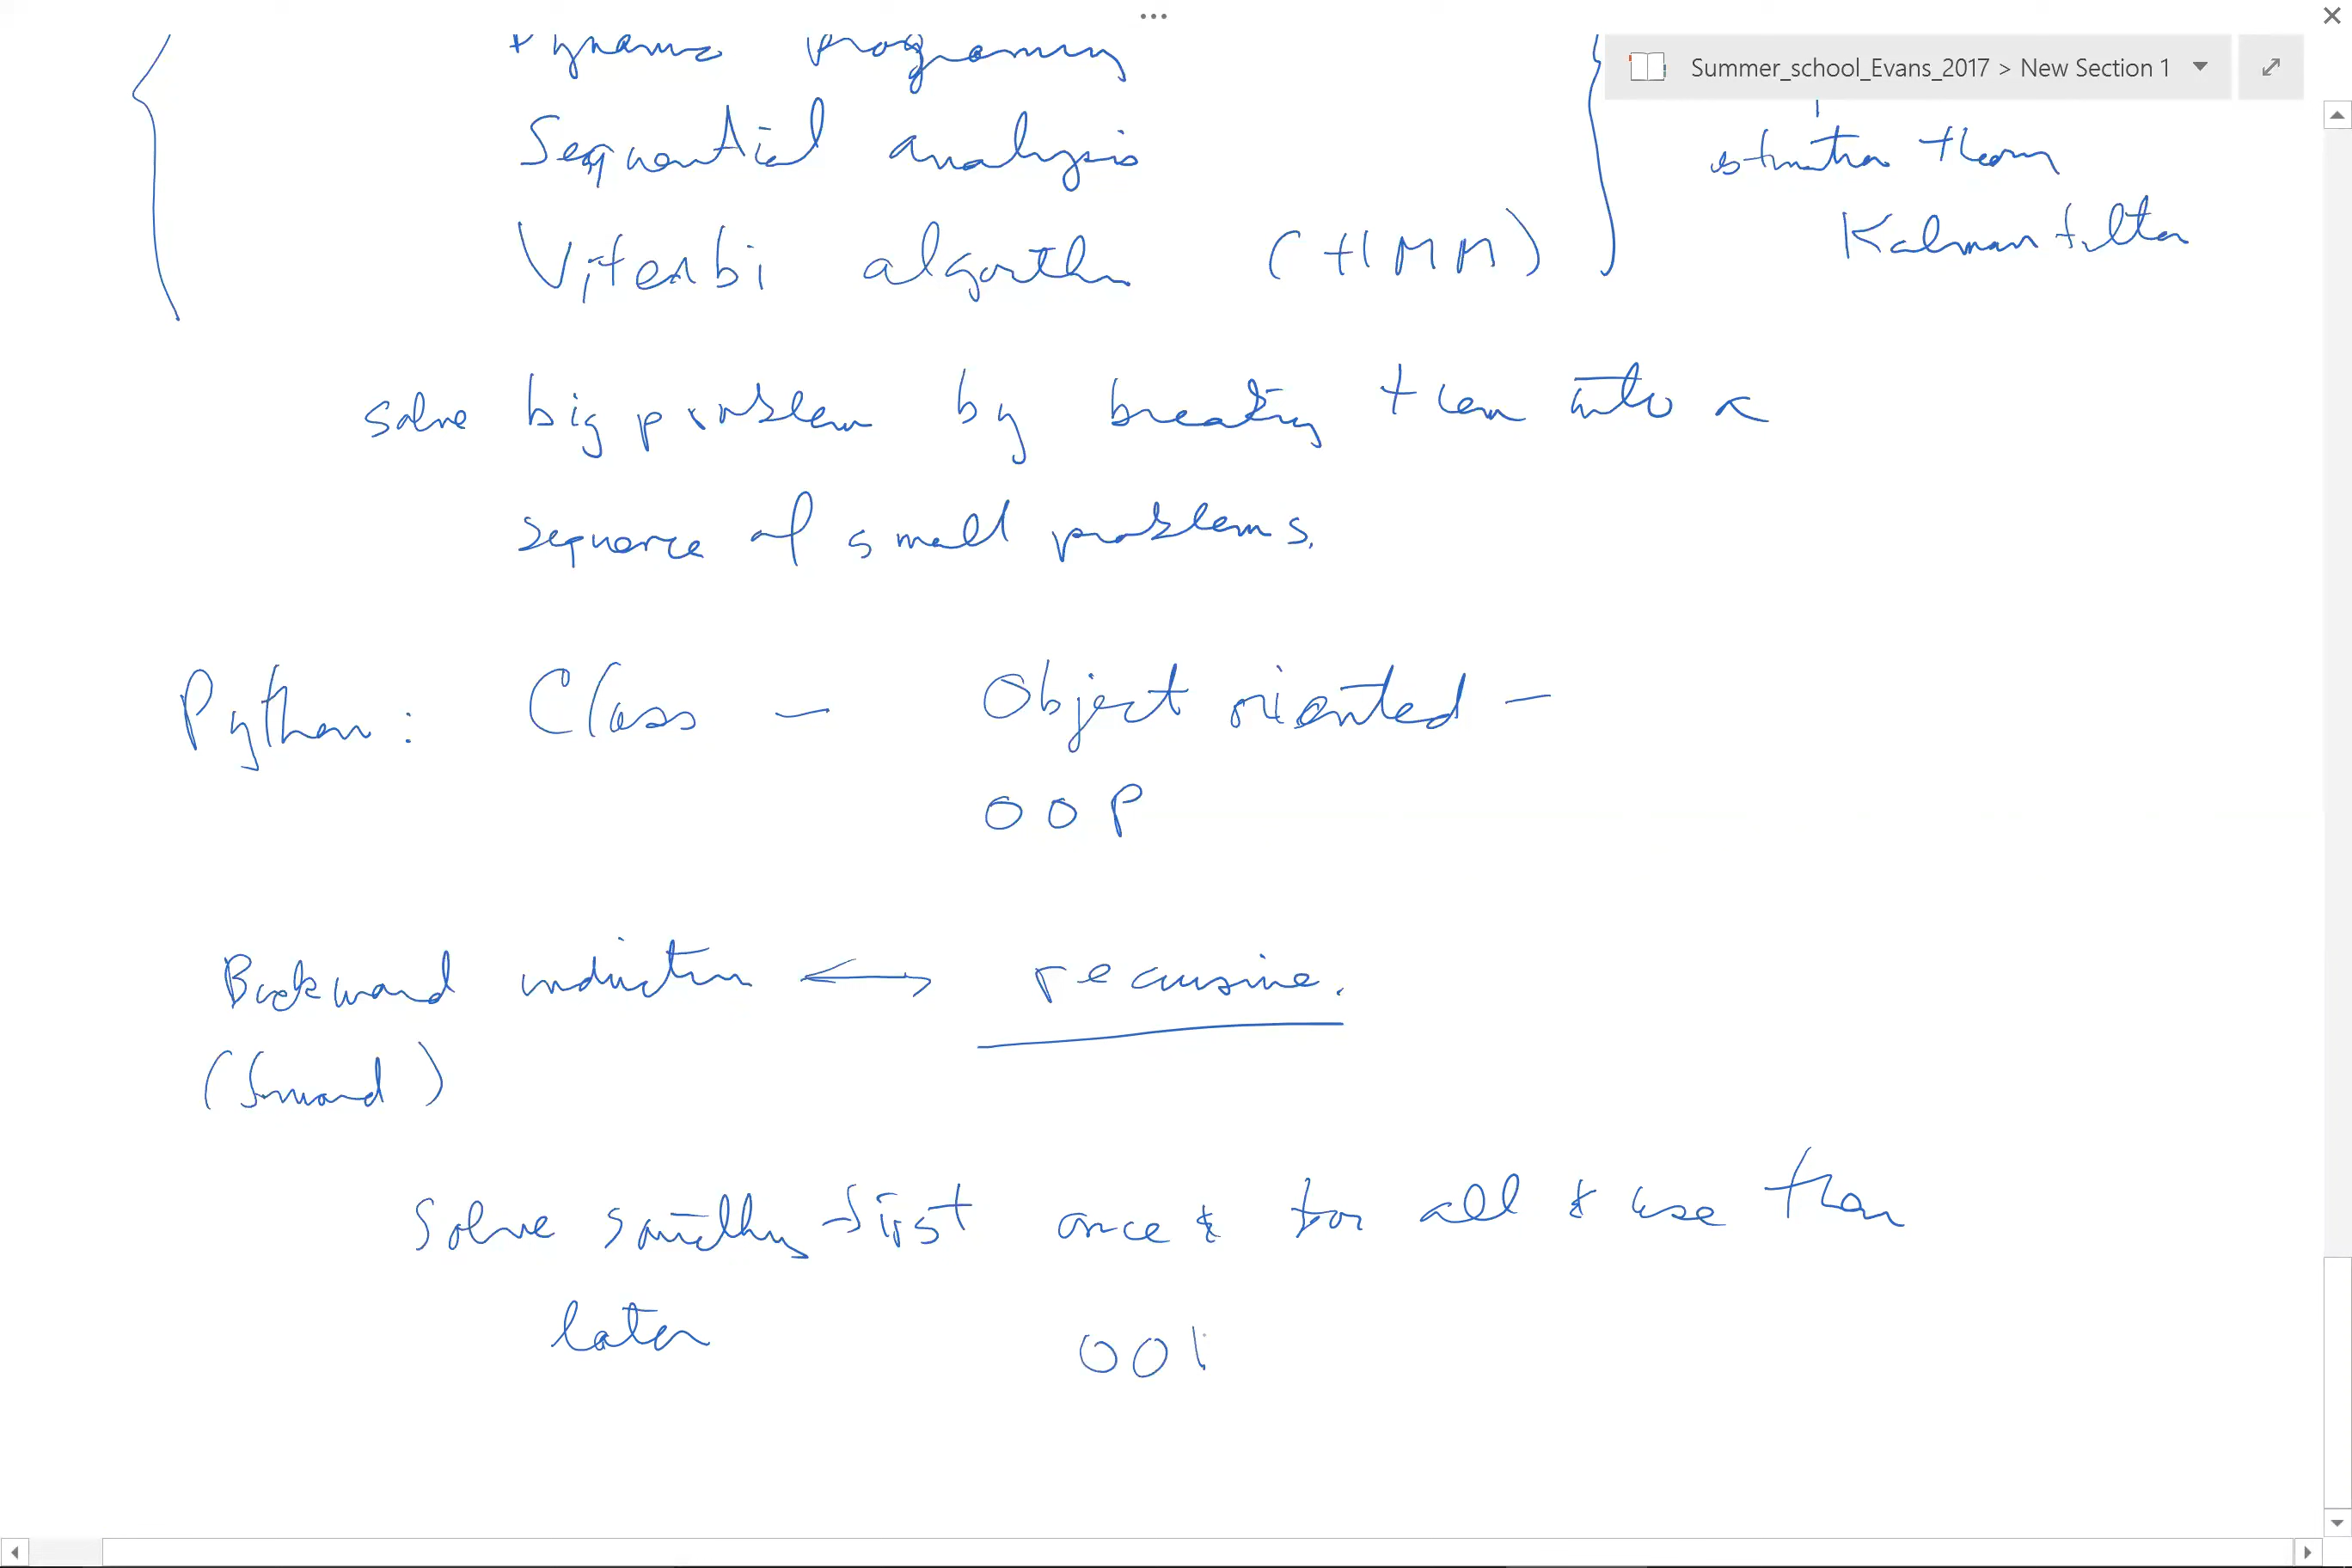 Dynamic programming
Summer_school_Evans_2017 > New Section 1
Sequential analysis
estimation theory
Viterbi algorithm (HMM)
Kalman filter
solve big problem by breaking them into a
sequence of small problems.
Python: Class — Object oriented —
OOP
Backward induction ⟷ recursive.
(forward)
Solve smthing first once & for all & use them
later
OO